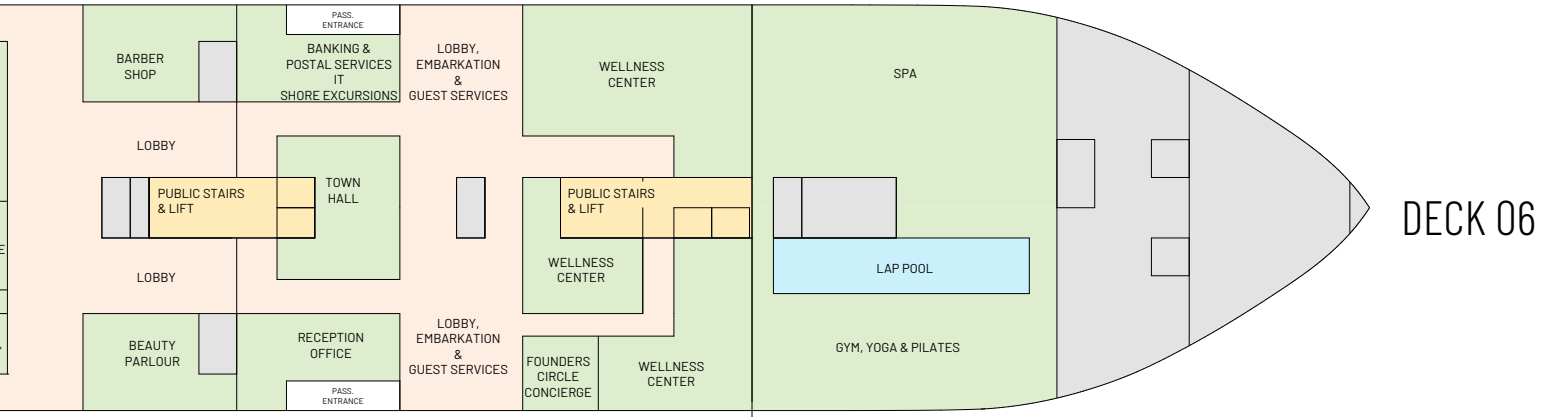 PASS.
ENTRANCE
BARBER
SHOP
BANKING &
POSTAL SERVICES
IT
SHORE EXCURSIONS
LOBBY,
EMBARKATION
&
GUEST SERVICES
WELLNESS
CENTER
SPA
LOBBY
PUBLIC STAIRS
& LIFT
TOWN
HALL
PUBLIC STAIRS
& LIFT
DECK 06
LOBBY
WELLNESS
CENTER
LAP POOL
BEAUTY
PARLOUR
RECEPTION
OFFICE
LOBBY,
EMBARKATION
&
GUEST SERVICES
FOUNDERS
CIRCLE
CONCIERGE
WELLNESS
CENTER
GYM, YOGA & PILATES
PASS.
ENTRANCE